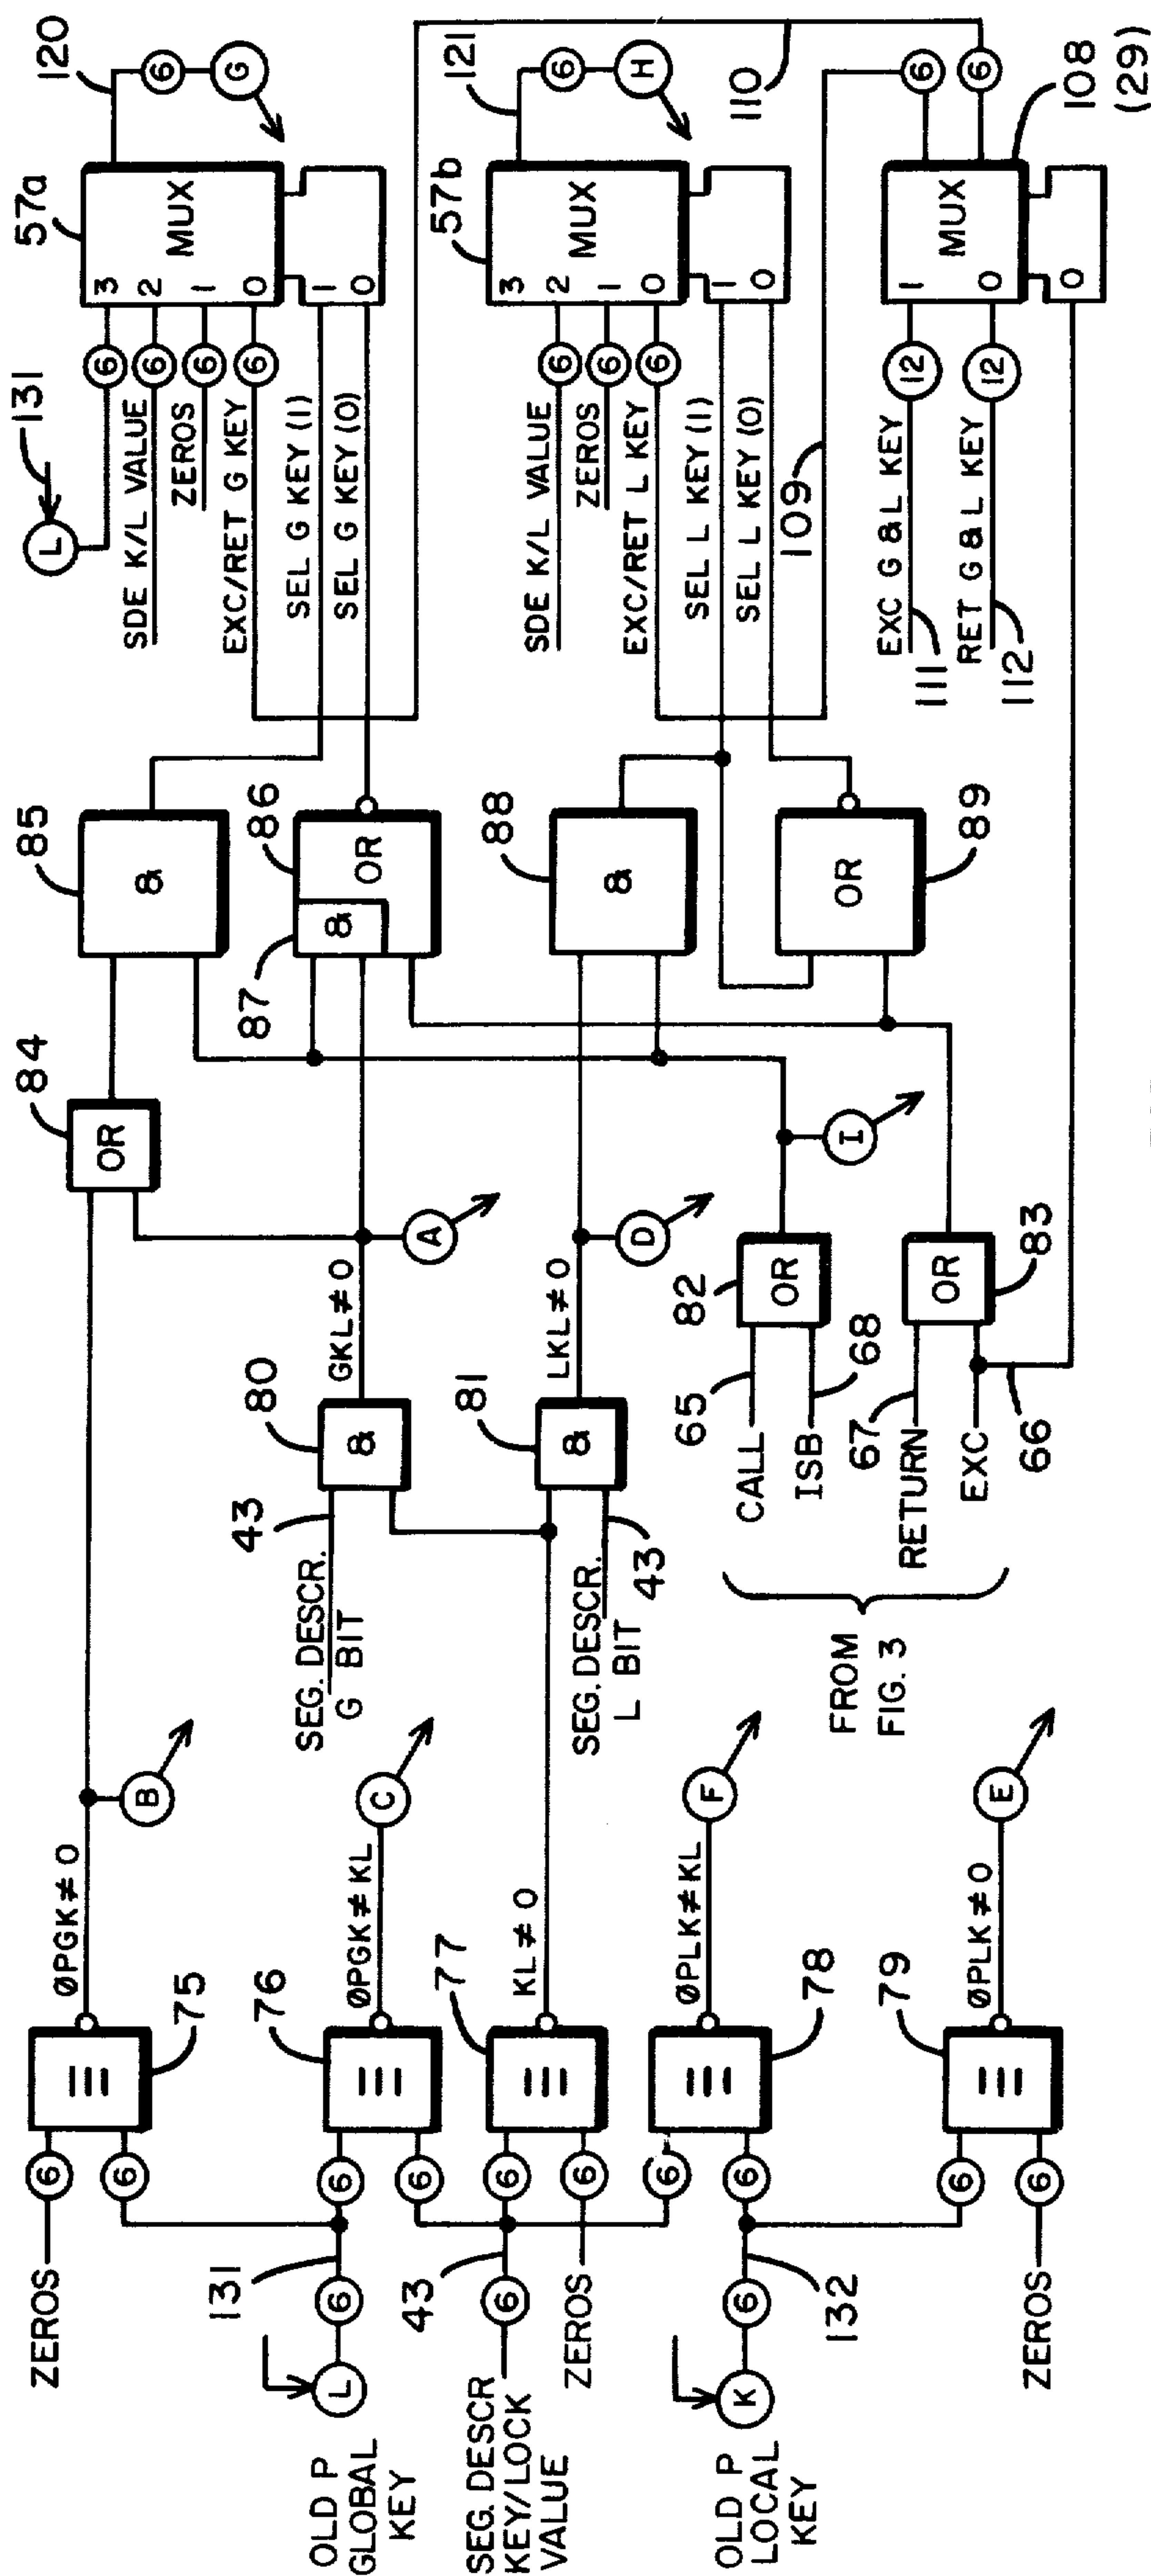 ZEROS
6
6
≡
75
ØPGK≠0
B
131
L
6
OLD P
GLOBAL
KEY
6
6
≡
76
ØPGK≠KL
C
SEG. DESCR
KEY/LOCK
VALUE
6
43
6
6
ZEROS
≡
77
KL≠0
OLD P
LOCAL
KEY
K
6
132
6
6
≡
78
ØPLK≠KL
F
6
6
ZEROS
≡
79
ØPLK≠0
E
SEG. DESCR.
G BIT
43
&
80
GKL≠0
A
SEG. DESCR.
L BIT
43
&
81
LKL≠0
D
FROM
FIG. 3
CALL
65
ISB
68
OR
82
I
RETURN
67
EXC
66
OR
83
OR
84
&
85
&
87
OR
86
&
88
OR
89
L
131
SDE K/L VALUE
ZEROS
EXC/RET G KEY
SEL G KEY (1)
SEL G KEY (0)
6
6
6
6
3
2
1
0
MUX
1
0
57a
120
6
G
SDE K/L VALUE
ZEROS
EXC/RET L KEY
SEL L KEY (1)
SEL L KEY (0)
6
6
6
3
2
1
0
MUX
1
0
57b
121
6
H
109
110
EXC G & L KEY
111
RET G & L KEY
112
12
12
1
0
MUX
0
6
6
108
(29)